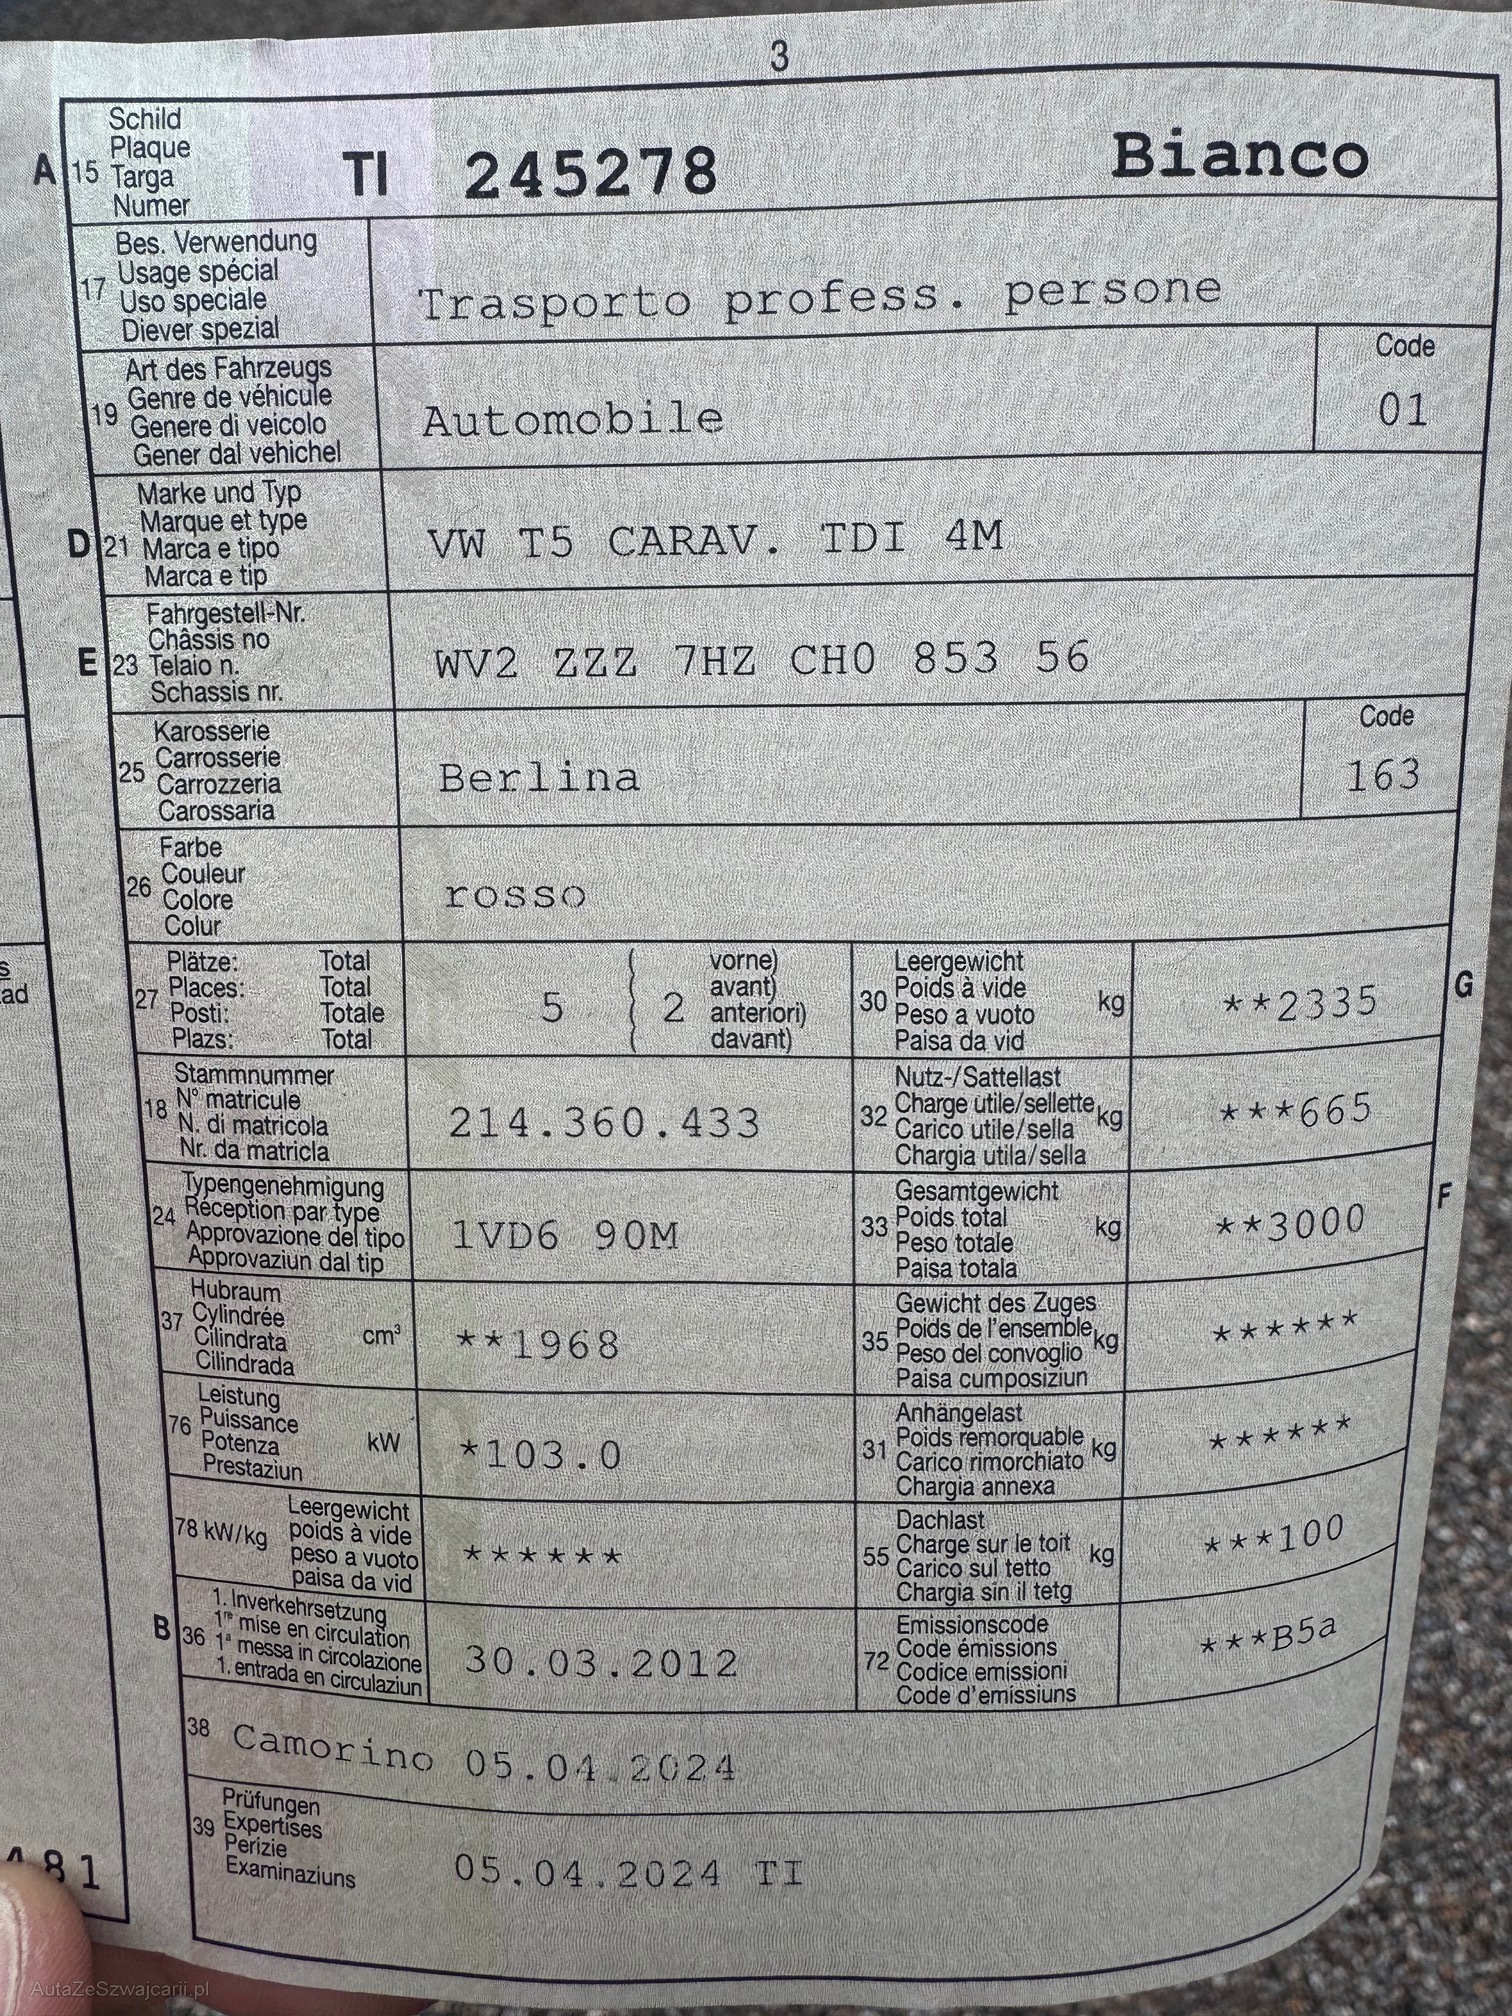 3
A 15 Schild
Plaque
Targa
Numer
TI 245278 Bianco
17 Bes. Verwendung
Usage spécial
Uso speciale
Diever spezial
Trasporto profess. persone
19 Art des Fahrzeugs
Genre de véhicule
Genere di veicolo
Gener dal vehichel
Automobile
Code
01
D 21 Marke und Typ
Marque et type
Marca e tipo
Marca e tip
VW T5 CARAV. TDI 4M
E 23 Fahrgestell-Nr.
Châssis no
Telaio n.
Schassis nr.
WV2 ZZZ 7HZ CH0 853 56
25 Karosserie
Carrosserie
Carrozzeria
Carossaria
Berlina
Code
163
26 Farbe
Couleur
Colore
Colur
rosso
27 Plätze: Total
Places: Total
Posti: Totale
Plazs: Total
5 ( 2 vorne)
avant)
anteriori)
davant)
30 Leergewicht
Poids à vide
Peso a vuoto
Paisa da vid
kg **2335 G
18 Stammnummer
N° matricule
N. di matricola
Nr. da matricla
214.360.433
32 Nutz-/Sattellast
Charge utile/sellette
Carico utile/sella
Chargia utila/sella
kg ***665
24 Typengenehmigung
Réception par type
Approvazione del tipo
Approvaziun dal tip
1VD6 90M
33 Gesamtgewicht
Poids total
Peso totale
Paisa totala
kg **3000 F
37 Hubraum
Cylindrée
Cilindrata
Cilindrada
cm³ **1968
35 Gewicht des Zuges
Poids de l'ensemble
Peso del convoglio
Paisa cumposiziun
kg ******
76 Leistung
Puissance
Potenza
Prestaziun
kW *103.0
31 Anhängelast
Poids remorquable
Carico rimorchiato
Chargia annexa
kg ******
78 kW/kg Leergewicht
poids à vide
peso a vuoto
paisa da vid
******
55 Dachlast
Charge sur le toit
Carico sul tetto
Chargia sin il tetg
kg ***100
B 36 1. Inverkehrsetzung
1re mise en circulation
1a messa in circolazione
1. entrada en circulaziun
30.03.2012
72 Emissionscode
Code émissions
Codice emissioni
Code d'emissiuns
***B5a
38 Camorino 05.04.2024
39 Prüfungen
Expertises
Perizie
Examinaziuns
05.04.2024 TI
81
AutaZeSzwajcarii.pl